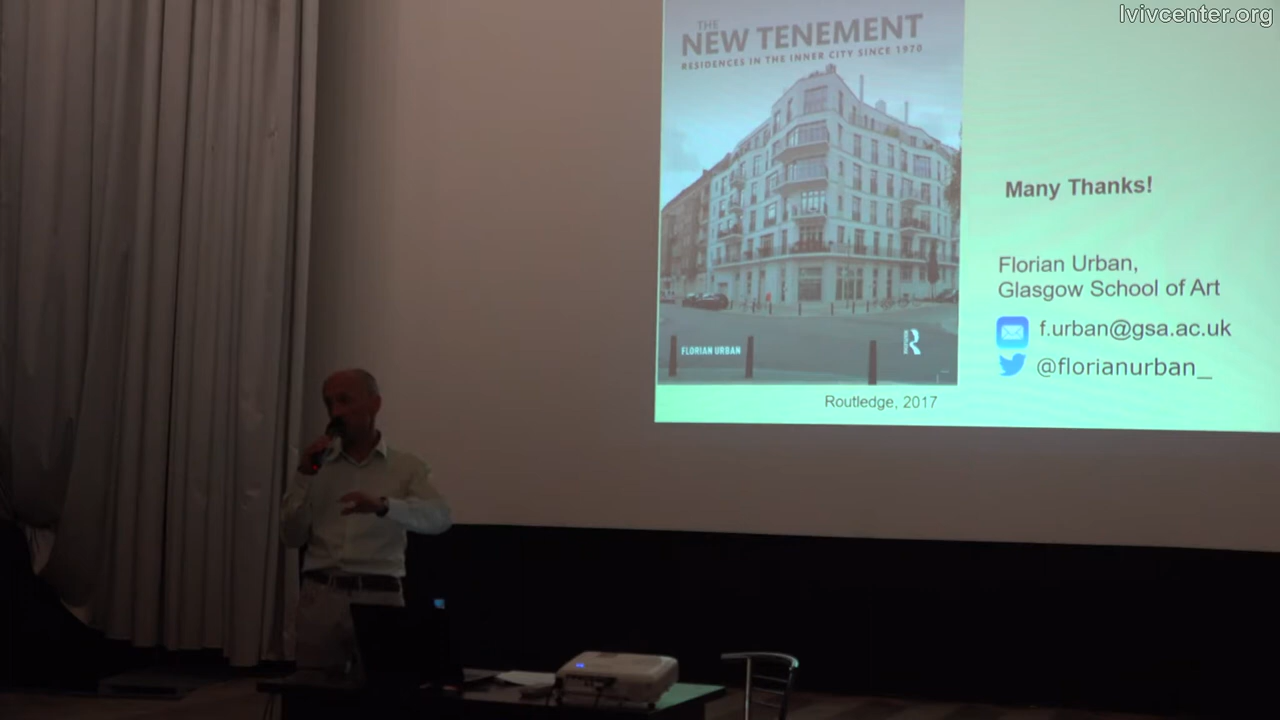 lvivcenter.org
THE
NEW TENEMENT
RESIDENCES IN THE INNER CITY SINCE 1970
FLORIAN URBAN
R
Routledge, 2017
Many Thanks!
Florian Urban,
Glasgow School of Art
f.urban@gsa.ac.uk
@florianurban_